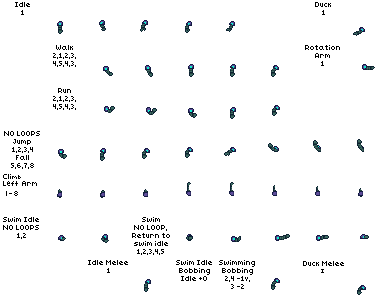 Idle
1
Duck
1
Walk
2,1,2,3,
4,5,4,3,
Rotation
Arm
1
Run
2,1,2,3,
4,5,4,3,
NO LOOPS
Jump
1,2,3,4
Fall
5,6,7,8
Climb
Left Arm
1-8
Swim Idle
NO LOOPS
1,2
Swim
NO LOOP,
Return to
swim idle
1,2,3,4,5
Swim Idle
Bobbing
Idle +0
Swimming
Bobbing
2,4 -1v,
3 -2
Idle Melee
1
Duck Melee
1